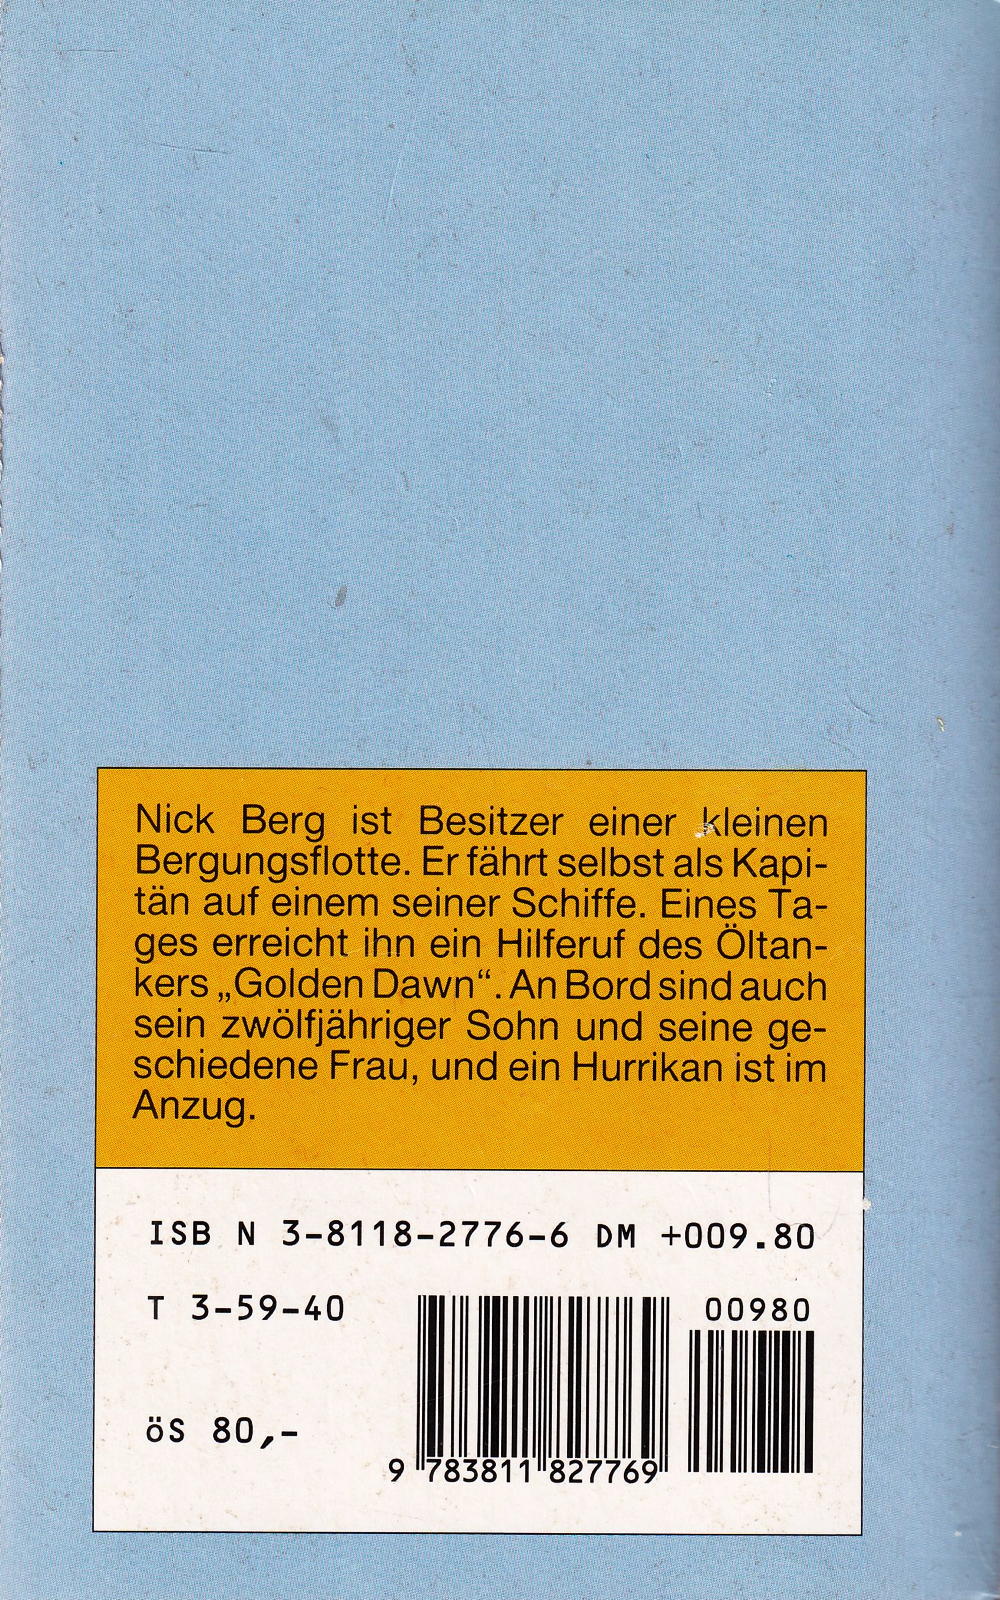 Nick Berg ist Besitzer einer kleinen
Bergungsflotte. Er fährt selbst als Kapi-
tän auf einem seiner Schiffe. Eines Ta-
ges erreicht ihn ein Hilferuf des Öltan-
kers „Golden Dawn“. An Bord sind auch
sein zwölfjähriger Sohn und seine ge-
schiedene Frau, und ein Hurrikan ist im
Anzug.
ISB N 3-8118-2776-6 DM +009.80
T 3-59-40
00980
öS 80,-
9 783811 827769